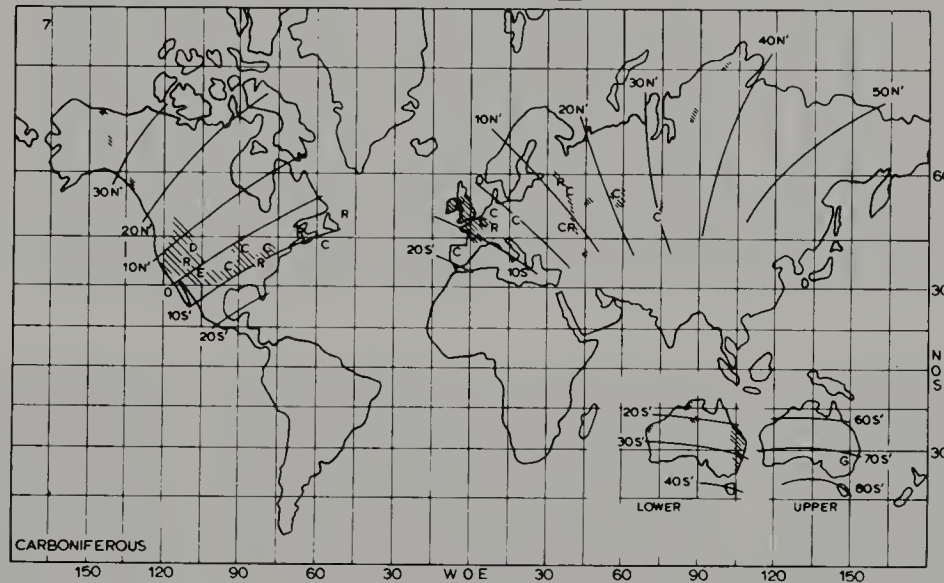 7
40N'
30N'
50N'
20N'
10N'
60
30N'
O
R
C
C
20N'
R
C
R
C
R
C
C
D
C
C
C
CR
10N'
R
E
C
R
20S'
C
10S
O
30
10S'
20S'
N
O
S
20S'
60S'
30S'
G
70S'
30
40S'
80S'
LOWER
UPPER
CARBONIFEROUS
150
120
90
60
30
W O E
30
60
90
120
150